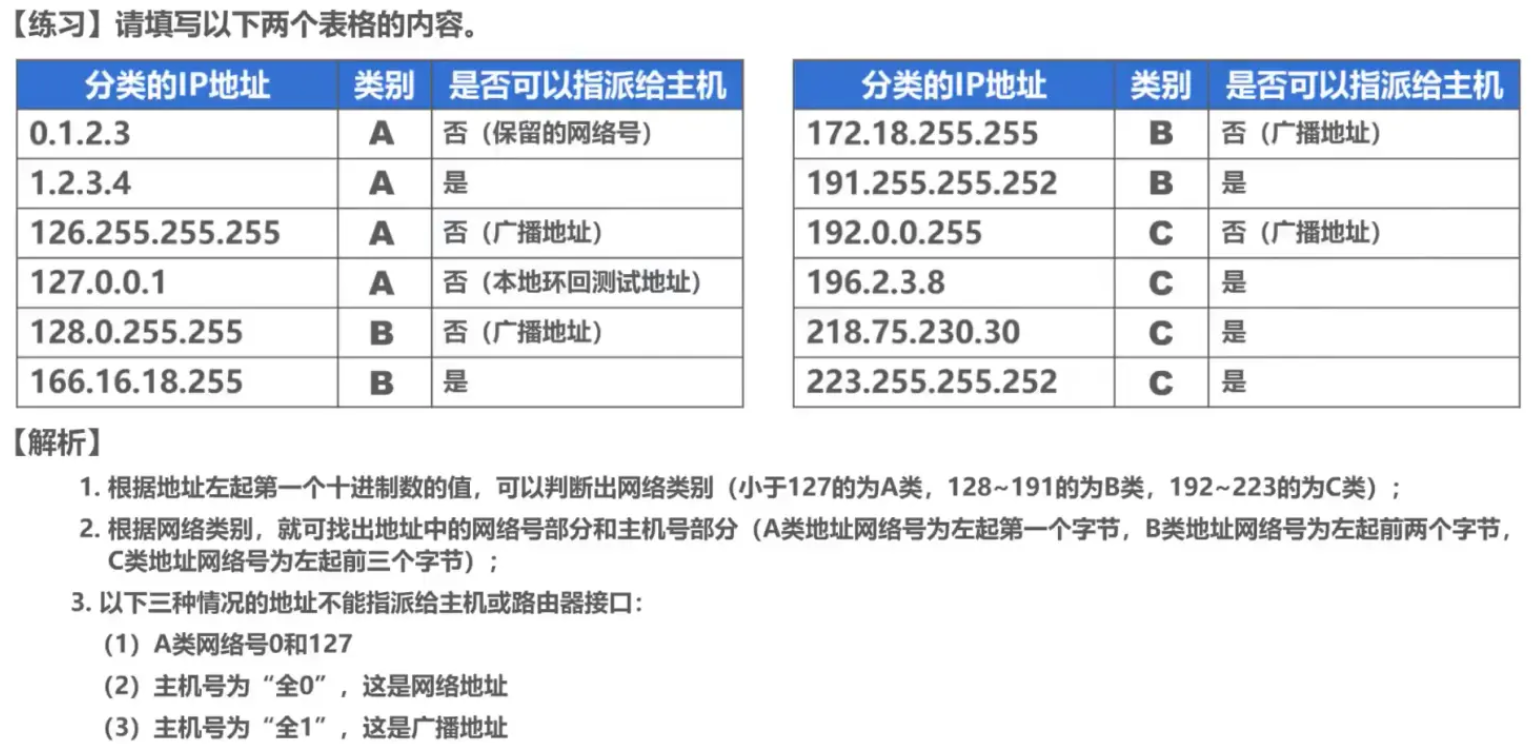 【练习】请填写以下两个表格的内容。
分类的IP地址 类别 是否可以指派给主机
0.1.2.3 A 否（保留的网络号）
1.2.3.4 A 是
126.255.255.255 A 否（广播地址）
127.0.0.1 A 否（本地环回测试地址）
128.0.255.255 B 否（广播地址）
166.16.18.255 B 是
分类的IP地址 类别 是否可以指派给主机
172.18.255.255 B 否（广播地址）
191.255.255.252 B 是
192.0.0.255 C 否（广播地址）
196.2.3.8 C 是
218.75.230.30 C 是
223.255.255.252 C 是
【解析】
1. 根据地址左起第一个十进制数的值，可以判断出网络类别（小于127的为A类，128~191的为B类，192~223的为C类）；
2. 根据网络类别，就可找出地址中的网络号部分和主机号部分（A类地址网络号为左起第一个字节，B类地址网络号为左起前两个字节，
C类地址网络号为左起前三个字节）；
3. 以下三种情况的地址不能指派给主机或路由器接口：
（1）A类网络号0和127
（2）主机号为“全0”，这是网络地址
（3）主机号为“全1”，这是广播地址